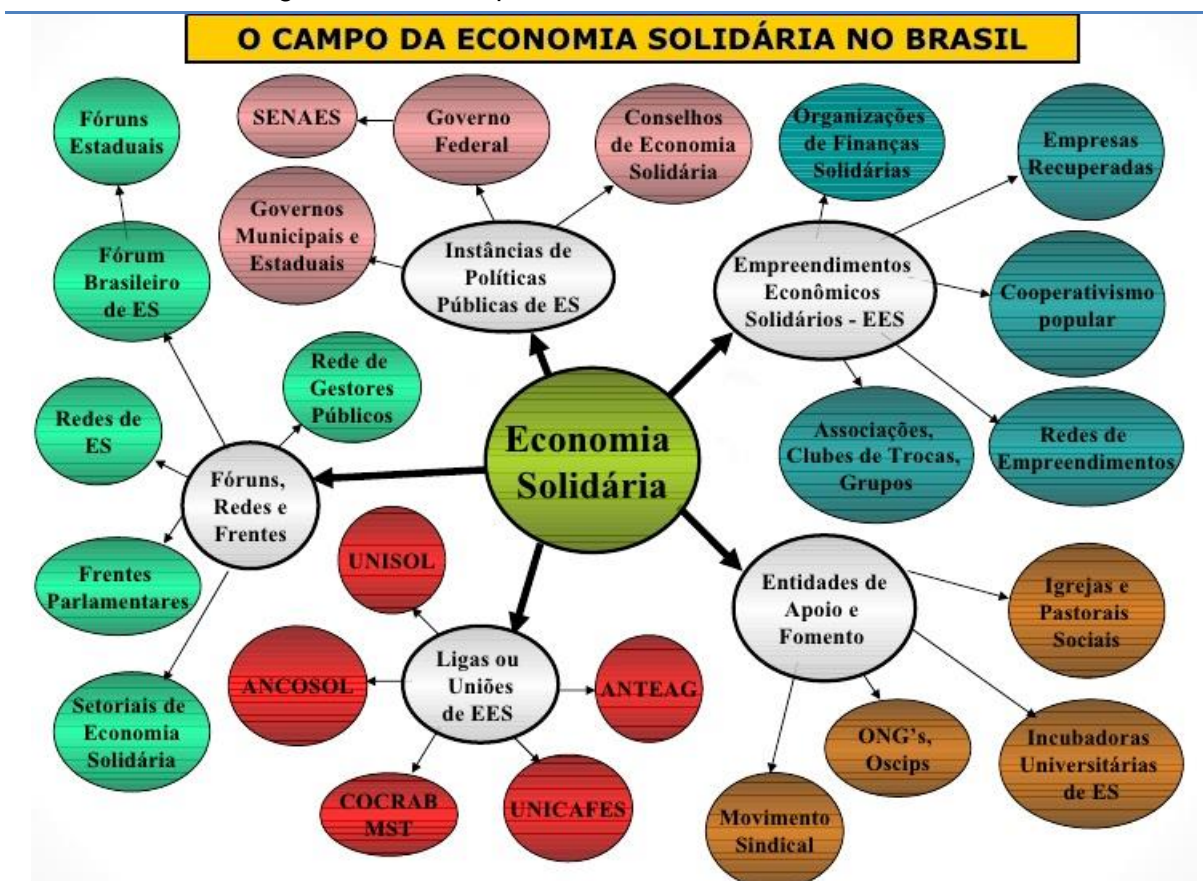 O CAMPO DA ECONOMIA SOLIDÁRIA NO BRASIL
Fóruns
Estaduais
SENAES
Governo
Federal
Conselhos
de Economia
Solidária
Organizações
de Finanças
Solidárias
Empresas
Recuperadas
Governos
Municipais e
Estaduais
Fórum
Brasileiro
de ES
Instâncias de
Políticas
Públicas de ES
Empreendimentos
Econômicos
Solidários - EES
Cooperativismo
popular
Rede de
Gestores
Públicos
Redes de
ES
Economia
Solidária
Associações,
Clubes de Trocas,
Grupos
Redes de
Empreendimentos
Fóruns,
Redes e
Frentes
UNISOL
Frentes
Parlamentares
Entidades de
Apoio e
Fomento
Igrejas e
Pastorais
Sociais
ANCOSOL
Ligas ou
Uniões
de EES
ANTEAG
Setoriais de
Economia
Solidária
ONG's,
Oscips
Incubadoras
Universitárias
de ES
COCRAB
MST
UNICAFES
Movimento
Sindical